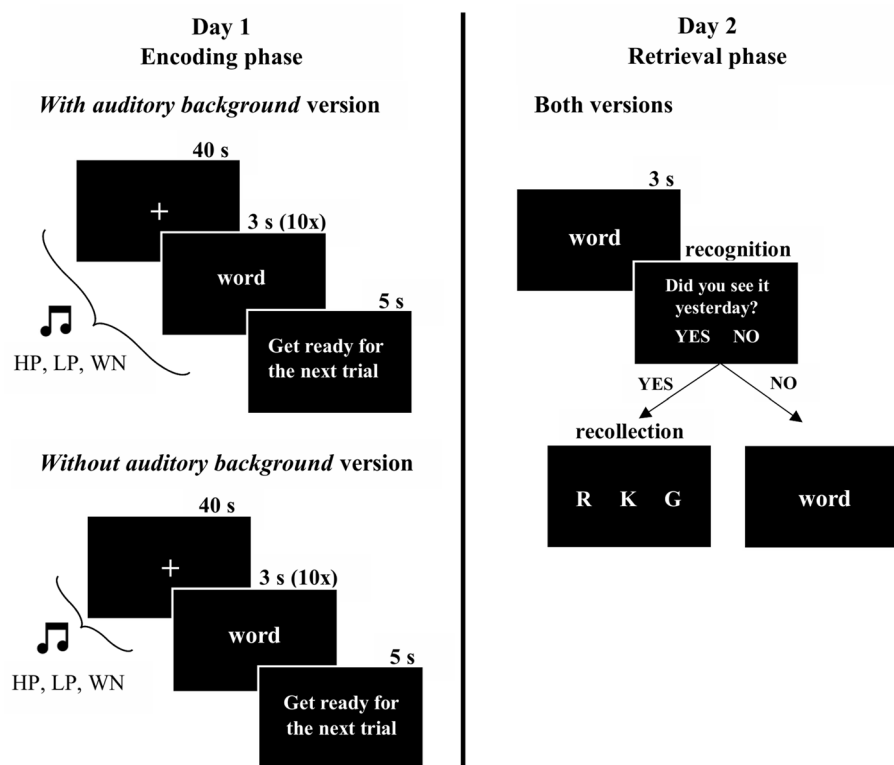 Day 1
Encoding phase
With auditory background version
40 s
+
3 s (10x)
word
5 s
Get ready for
the next trial
HP, LP, WN
Without auditory background version
40 s
+
3 s (10x)
word
5 s
Get ready for
the next trial
HP, LP, WN
Day 2
Retrieval phase
Both versions
3 s
word
recognition
Did you see it
yesterday?
YES NO
YES
NO
recollection
R K G
word